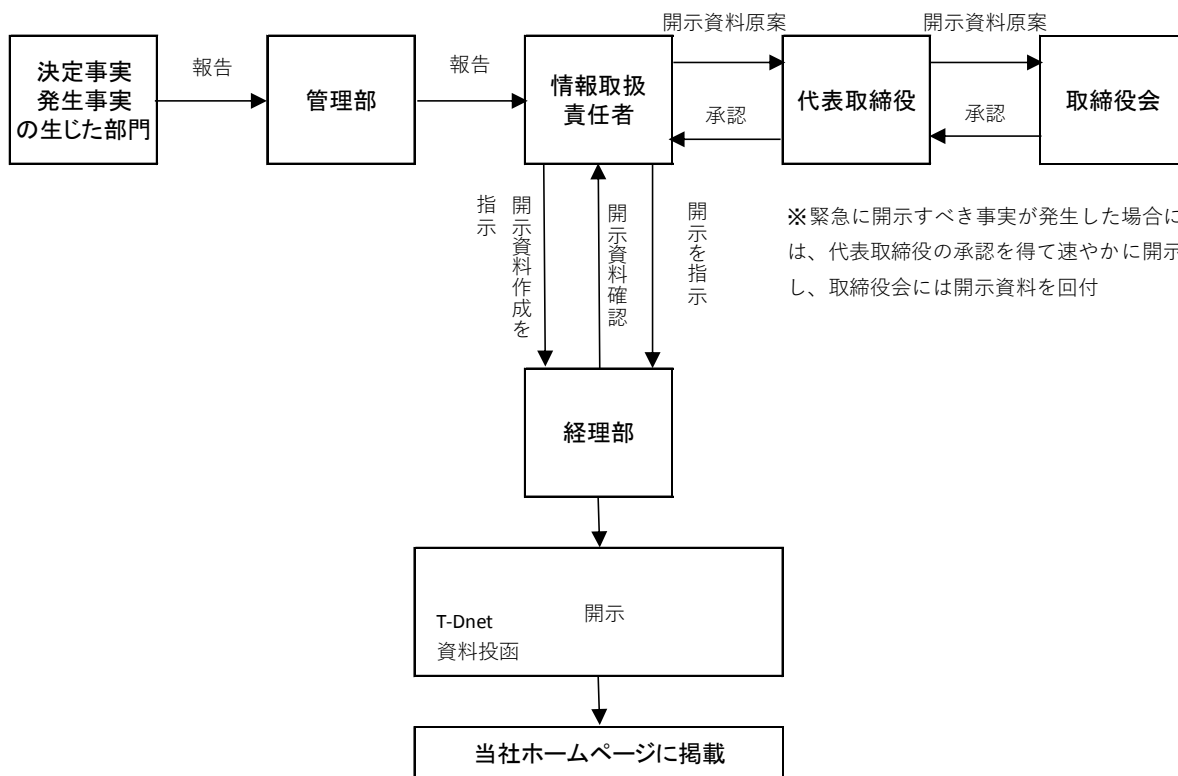 開示資料原案
開示資料原案
決定事実
発生事実
の生じた部門
報告
管理部
報告
情報取扱
責任者
代表取締役
取締役会
承認
承認
開示資料作成を
指示
開示資料確認
開示を指示
※緊急に開示すべき事実が発生した場合に
は、代表取締役の承認を得て速やかに開示
し、取締役会には開示資料を回付
経理部
開示
T-Dnet
資料投函
当社ホームページに掲載